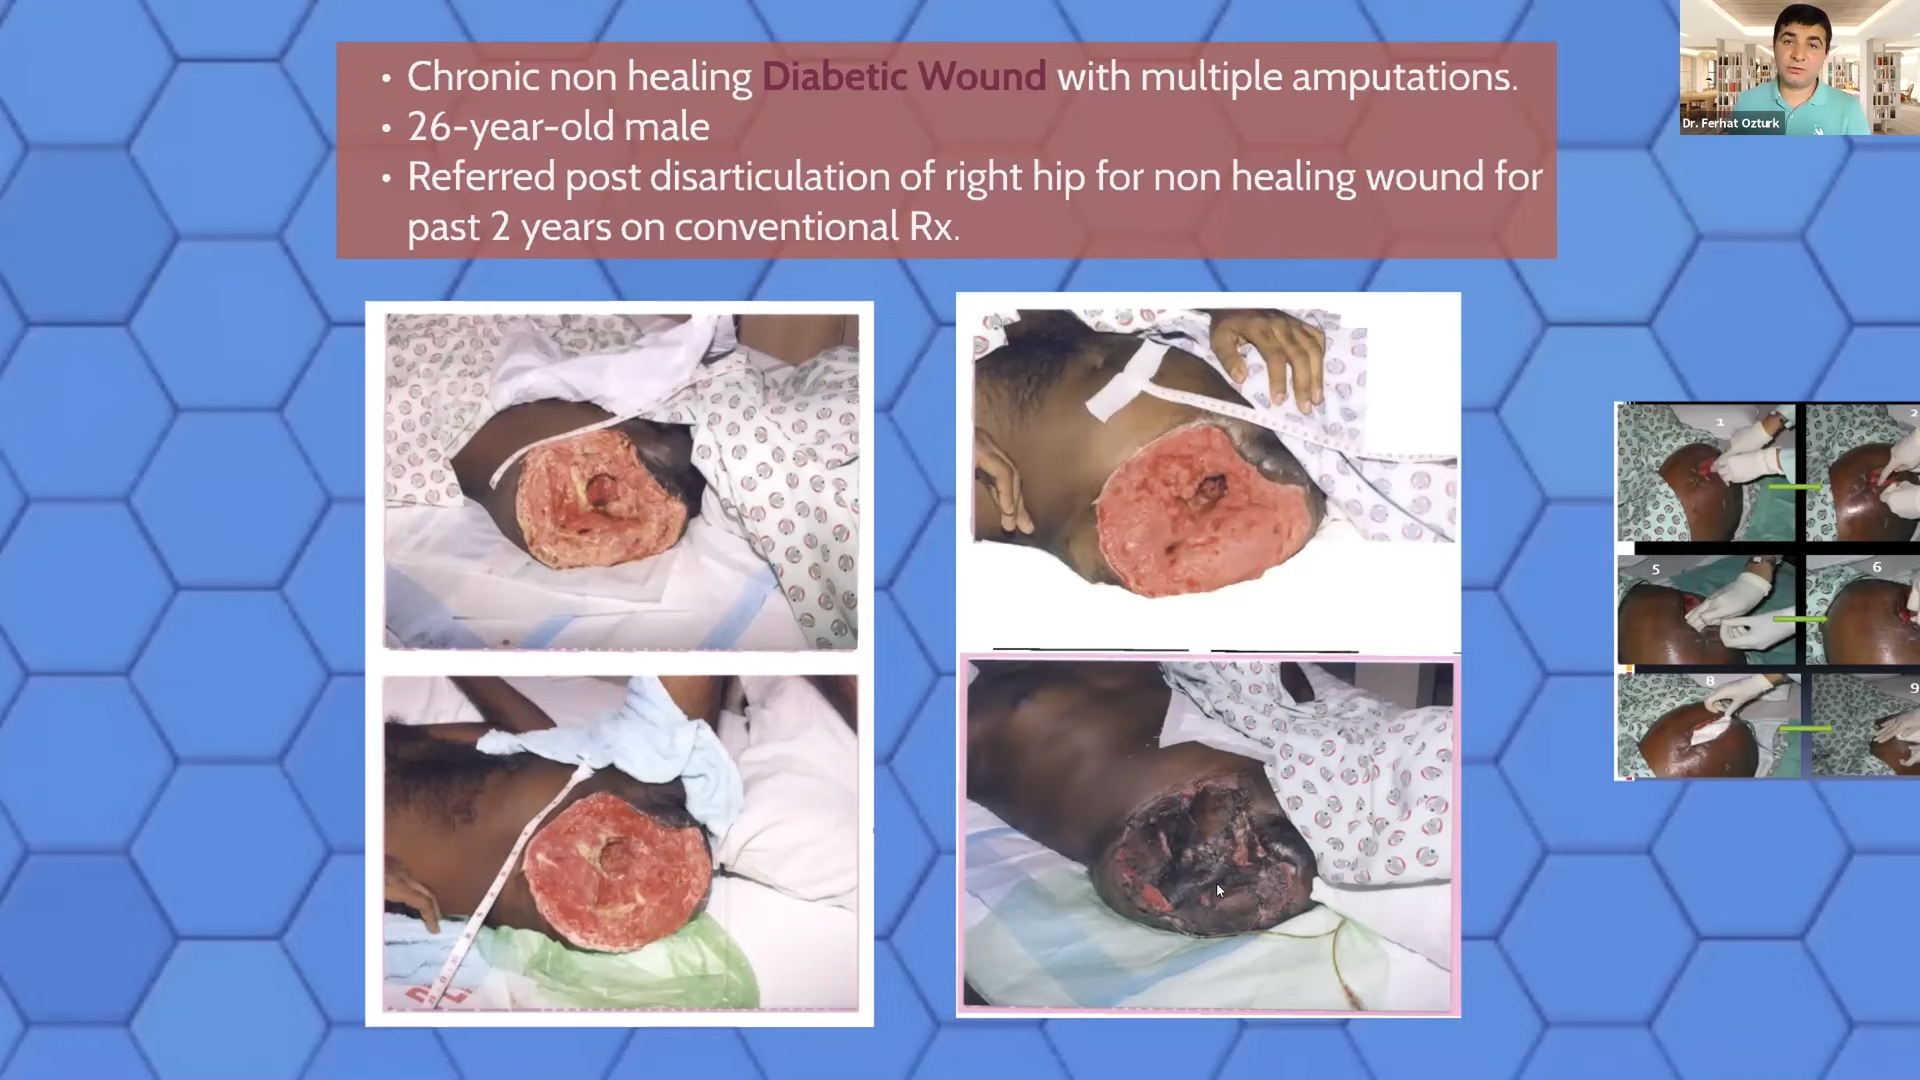 • Chronic non healing Diabetic Wound with multiple amputations.
• 26-year-old male
• Referred post disarticulation of right hip for non healing wound for
past 2 years on conventional Rx.
Dr. Ferhat Ozturk
1
2
5
6
8
9